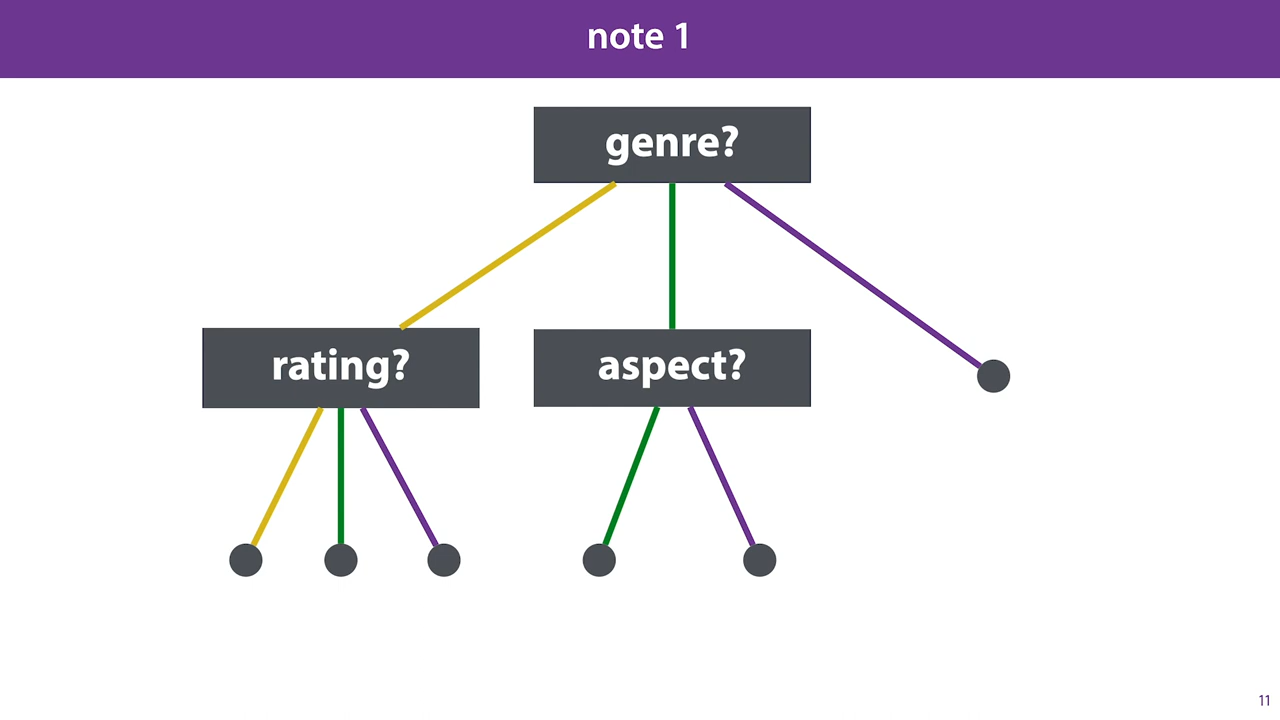 note 1
genre?
rating?
aspect?
11